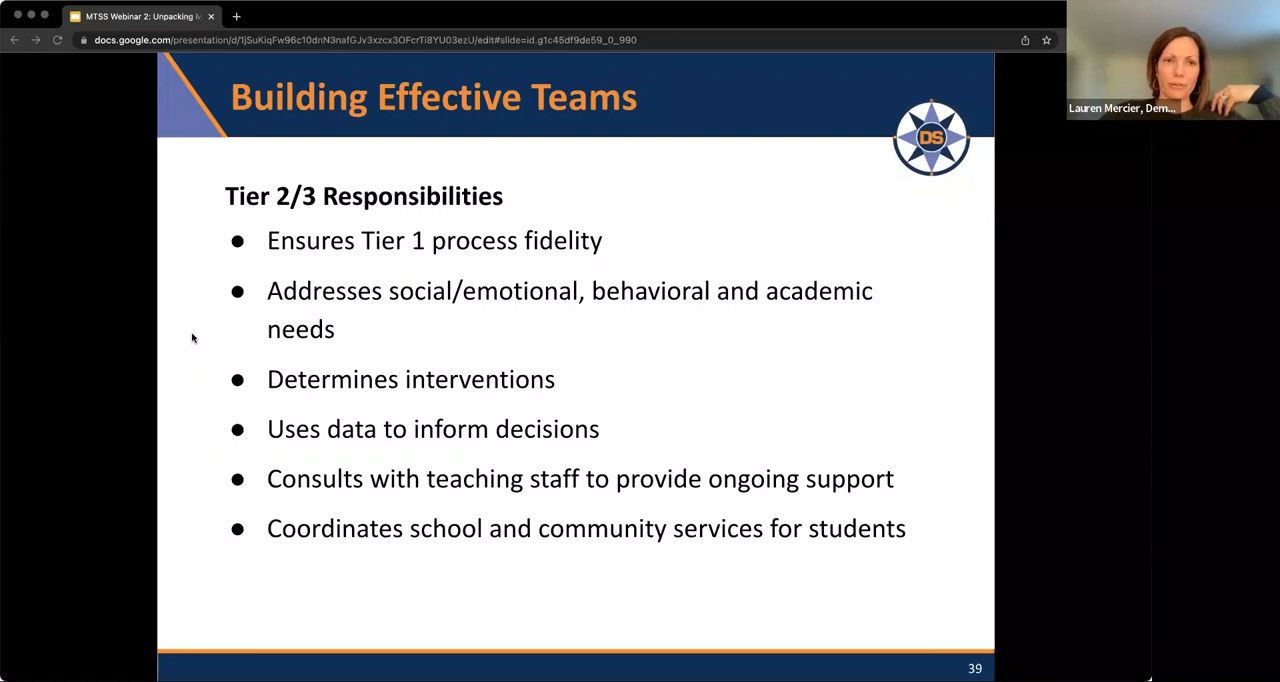 MTSS Webinar 2: Unpacking M
docs.google.com/presentation/d/1jSuKiqFw96c10dnN3nafGJv3xzcx3OFcrTi8YU03ezU/edit#slide=id.g1c45df9de59_0_990
Lauren Mercier, Dem...
Building Effective Teams
DS
Tier 2/3 Responsibilities
● Ensures Tier 1 process fidelity
● Addresses social/emotional, behavioral and academic
needs
● Determines interventions
● Uses data to inform decisions
● Consults with teaching staff to provide ongoing support
● Coordinates school and community services for students
39